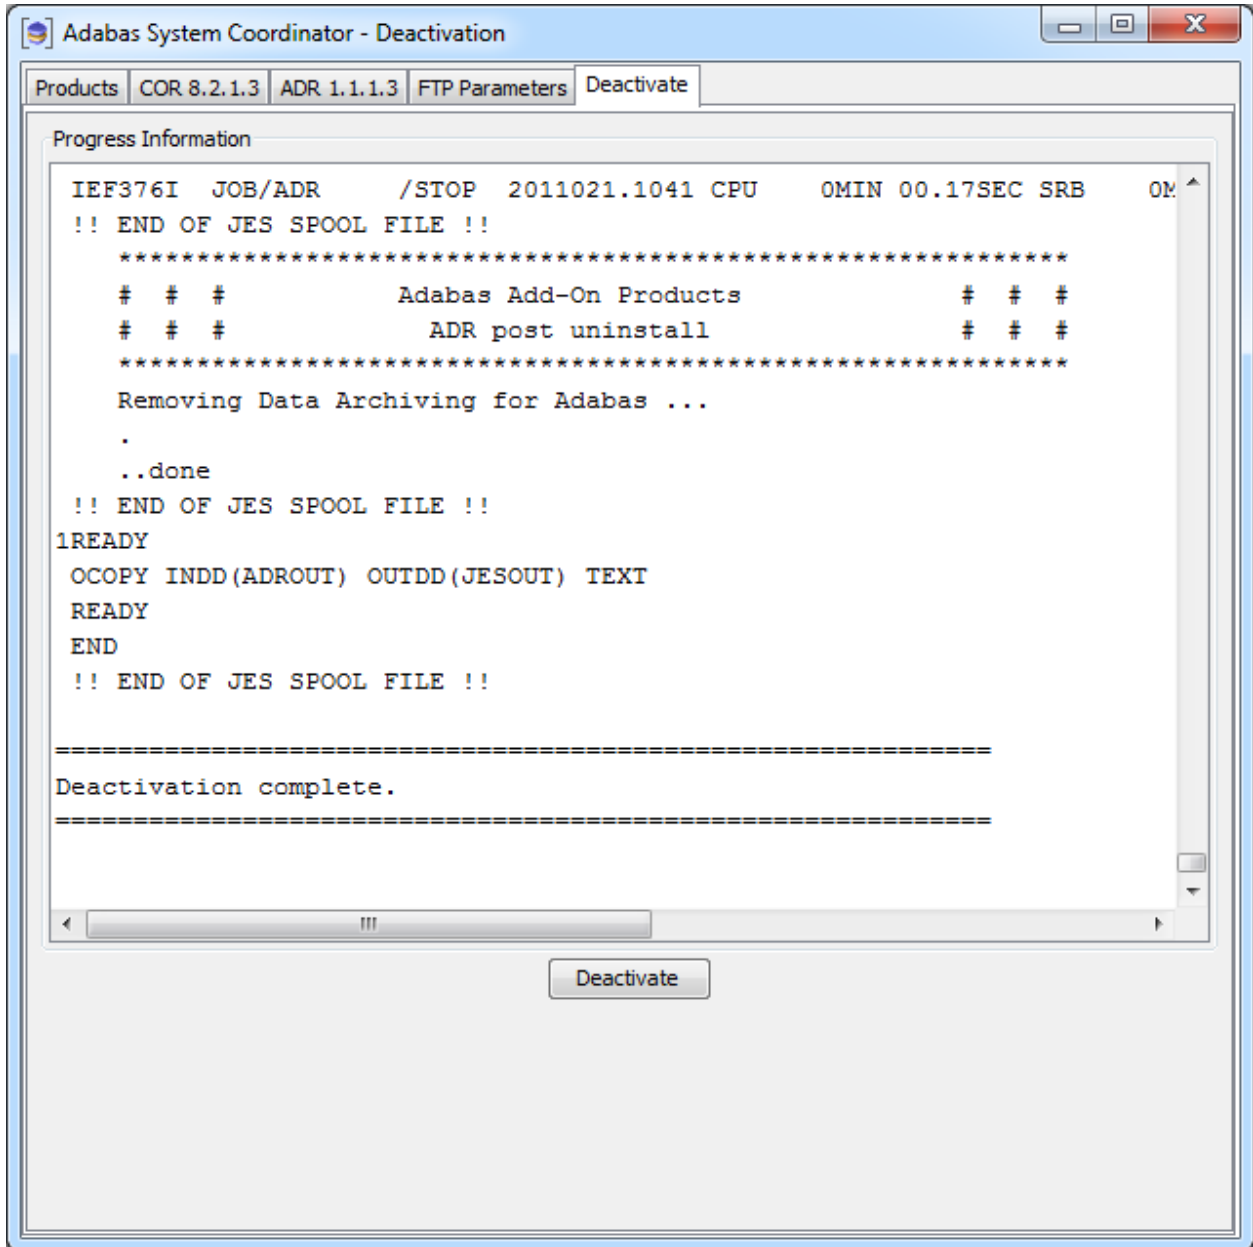 Adabas System Coordinator - Deactivation
Products COR 8.2.1.3 ADR 1.1.1.3 FTP Parameters Deactivate
Progress Information
IEF376I  JOB/ADR     /STOP  2011021.1041 CPU    0MIN 00.17SEC SRB    0M
!! END OF JES SPOOL FILE !!
*************************************************************
#  #  #           Adabas Add-On Products              #  #  #
#  #  #             ADR post uninstall                #  #  #
*************************************************************
Removing Data Archiving for Adabas ...
.
..done
!! END OF JES SPOOL FILE !!
1READY
OCOPY INDD(ADROUT) OUTDD(JESOUT) TEXT
READY
END
!! END OF JES SPOOL FILE !!
============================================================
Deactivation complete.
============================================================
Deactivate